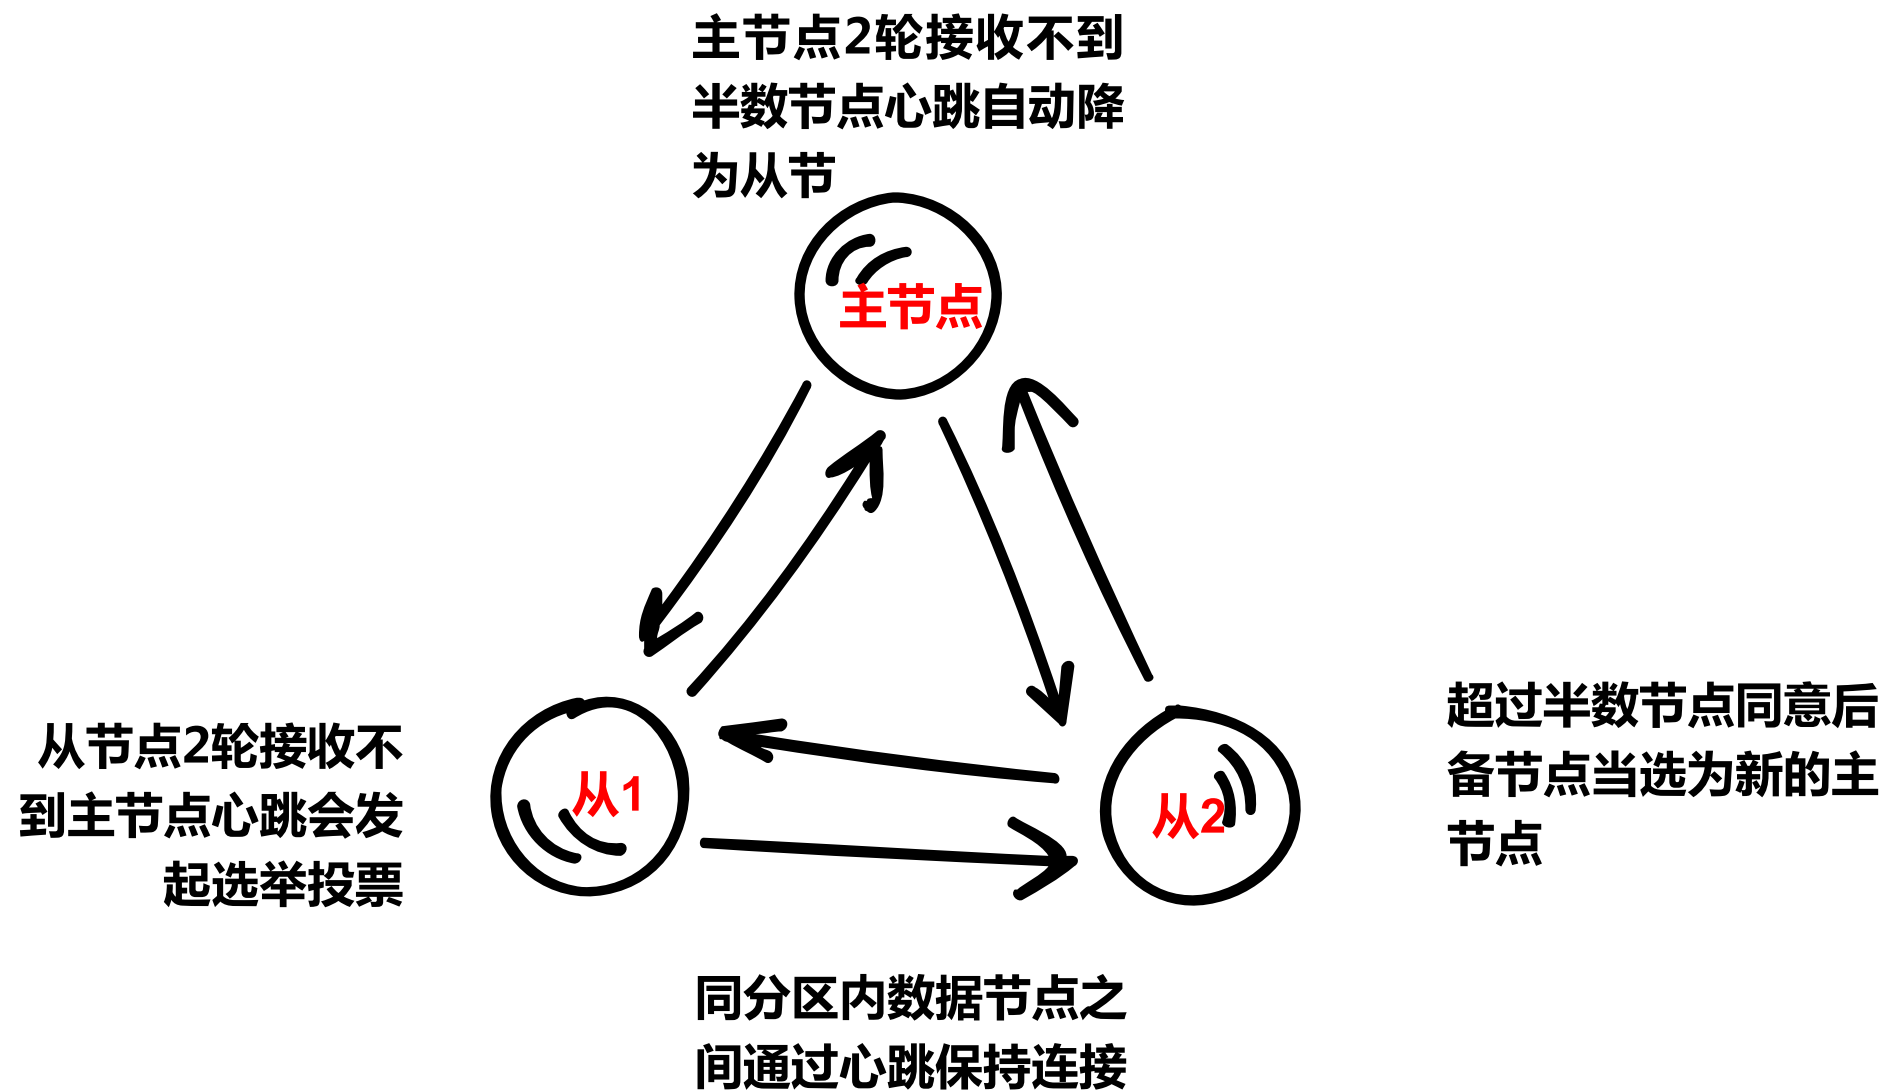 主节点2轮接收不到
半数节点心跳自动降
为从节
主节点
从节点2轮接收不
到主节点心跳会发
起选举投票
从1
从2
超过半数节点同意后
备节点当选为新的主
节点
同分区内数据节点之
间通过心跳保持连接